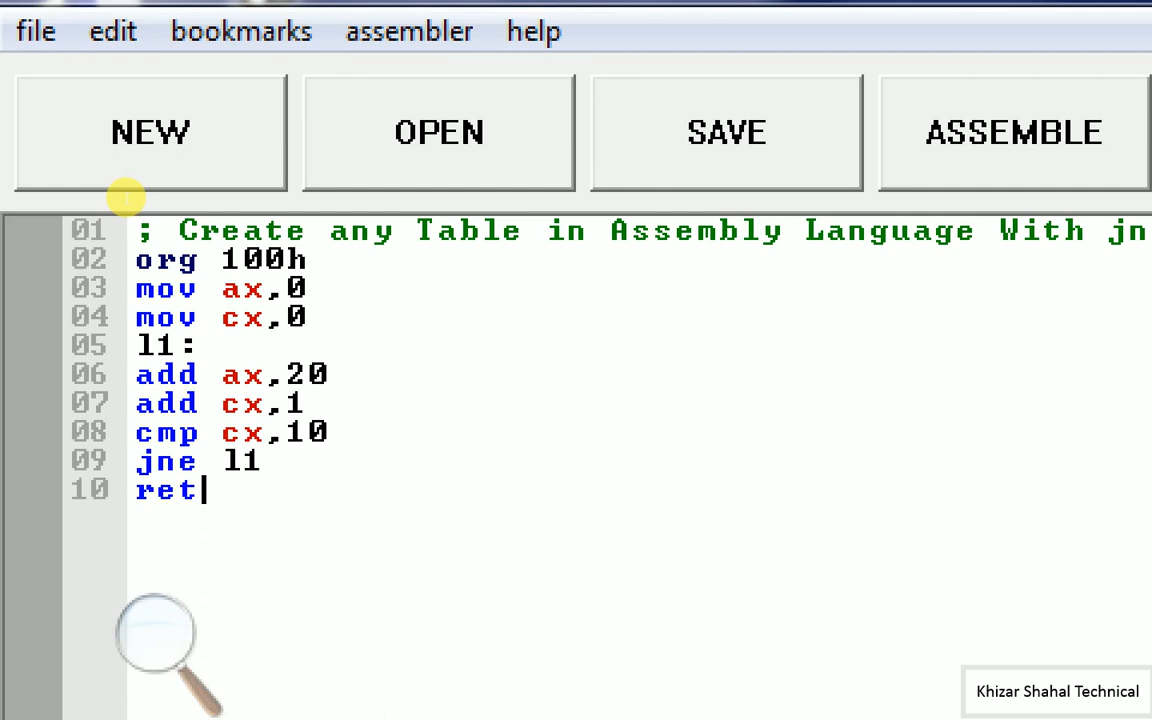 file edit bookmarks assembler help
NEW OPEN SAVE ASSEMBLE
01 ; Create any Table in Assembly Language With jn
02 org 100h
03 mov ax,0
04 mov cx,0
05 l1:
06 add ax,20
07 add cx,1
08 cmp cx,10
09 jne l1
10 ret
Khizar Shahal Technical